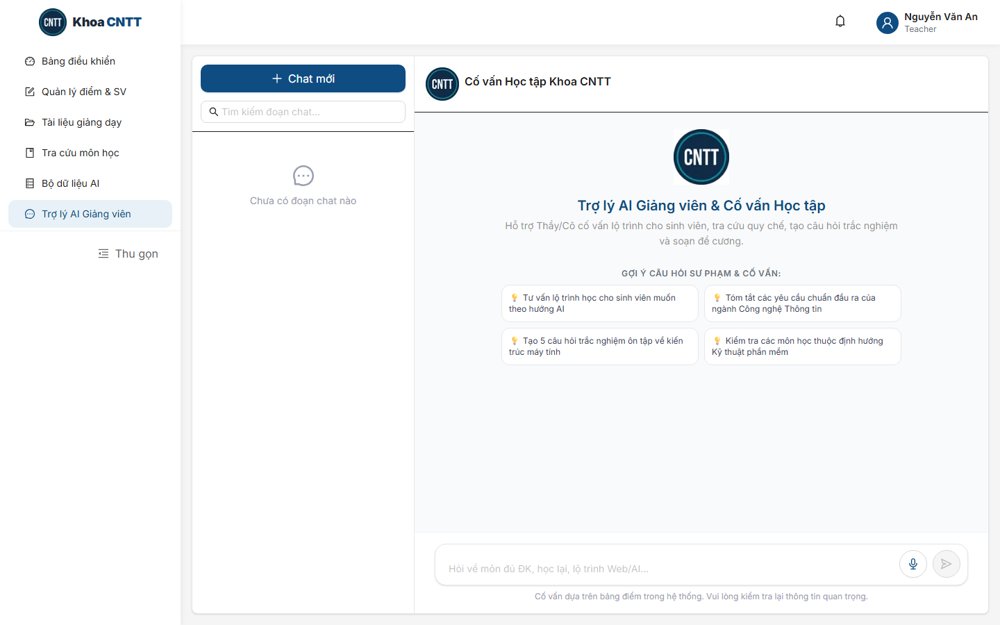 CNTT
Khoa CNTT
Bảng điều khiển
Quản lý điểm & SV
Tài liệu giảng dạy
Tra cứu môn học
Bộ dữ liệu AI
Trợ lý AI Giảng viên
Thu gọn
Nguyễn Văn An
Teacher
Chat mới
Tìm kiếm đoạn chat...
Chưa có đoạn chat nào
CNTT
Cố vấn Học tập Khoa CNTT
CNTT
Trợ lý AI Giảng viên & Cố vấn Học tập
Hỗ trợ Thầy/Cô cố vấn lộ trình cho sinh viên, tra cứu quy chế, tạo câu hỏi trắc nghiệm
và soạn đề cương.
GỢI Ý CÂU HỎI SƯ PHẠM & CỐ VẤN:
💡 Tư vấn lộ trình học cho sinh viên muốn
theo hướng AI
💡 Tóm tắt các yêu cầu chuẩn đầu ra của
ngành Công nghệ Thông tin
💡 Tạo 5 câu hỏi trắc nghiệm ôn tập về kiến
trúc máy tính
💡 Kiểm tra các môn học thuộc định hướng
Kỹ thuật phần mềm
Hỏi về môn đủ ĐK, học lại, lộ trình Web/AI...
Cố vấn dựa trên bảng điểm trong hệ thống. Vui lòng kiểm tra lại thông tin quan trọng.